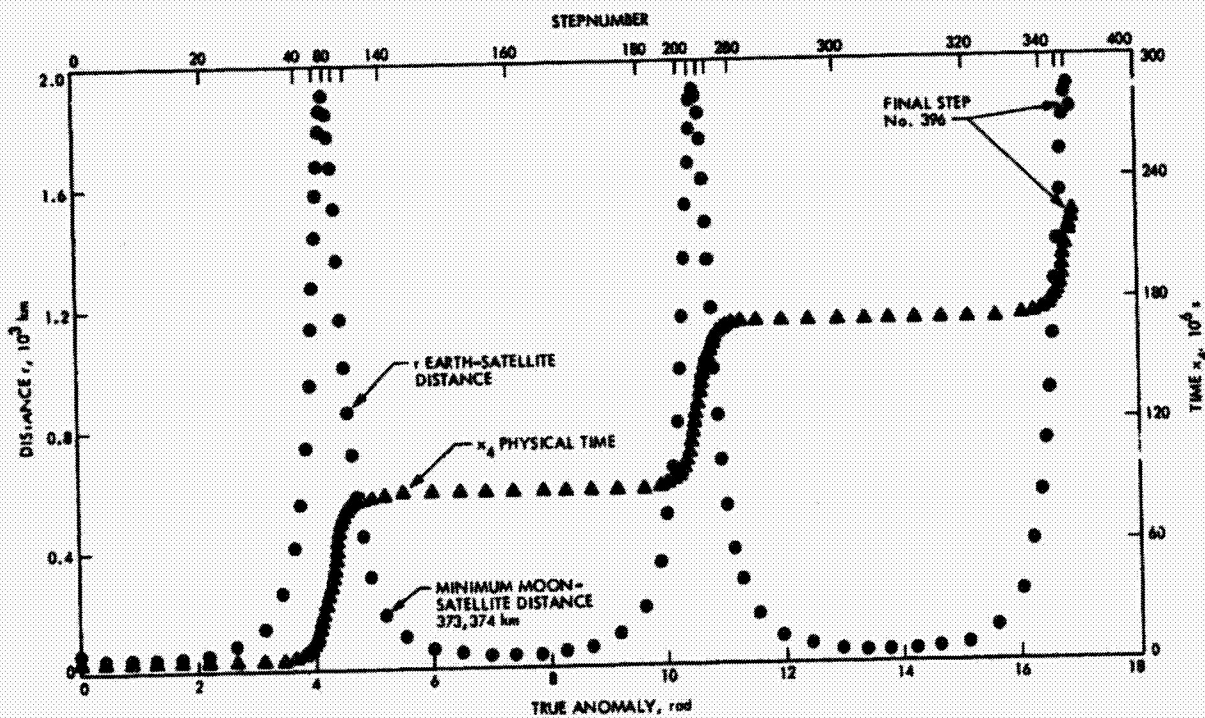 STEPNUMBER
0 20 40 80 140 160 180 200 280 300 320 340 400
2.0
1.6
1.2
0.8
0.4
0
DISTANCE r, 10³ km
300
240
180
120
60
0
TIME x₄, 10⁶ s
FINAL STEP
No. 396
r EARTH-SATELLITE
DISTANCE
x₄ PHYSICAL TIME
MINIMUM MOON-
SATELLITE DISTANCE
373,374 km
0 2 4 6 8 10 12 14 16 18
TRUE ANOMALY, rad